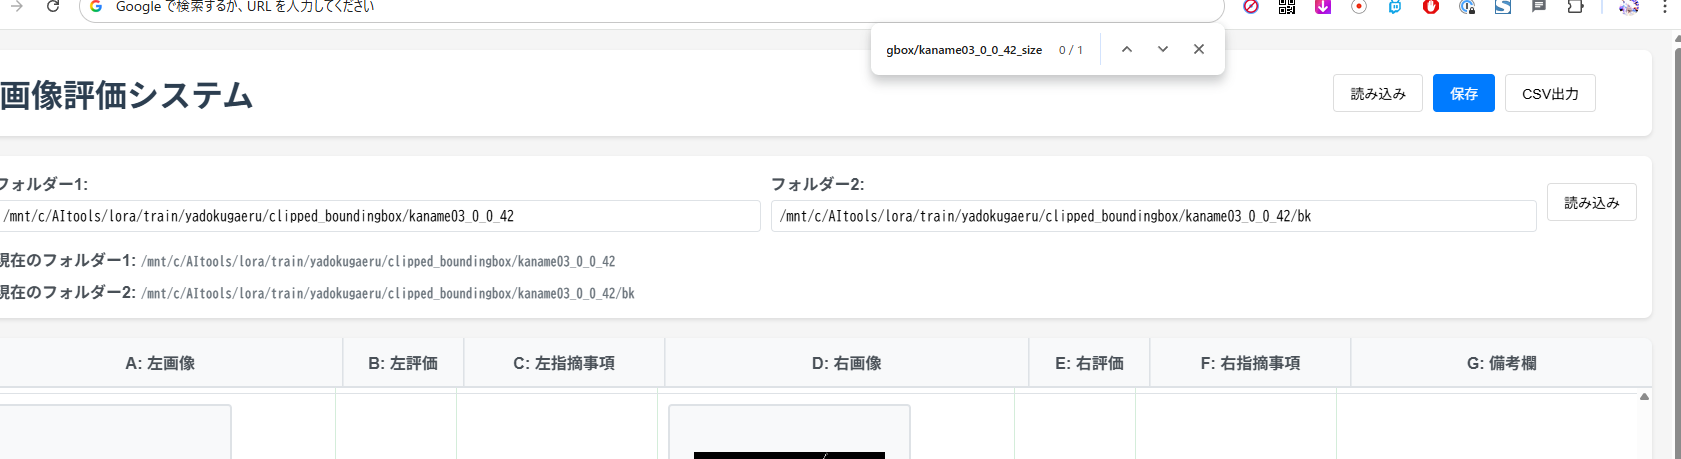 Google で検索するか、URL を入力してください
gbox/kaname03_0_0_42_size 0 / 1
画像評価システム
読み込み 保存 CSV出力
フォルダー1:
/mnt/c/AItools/lora/train/yadokugaeru/clipped_boundingbox/kaname03_0_0_42
フォルダー2:
/mnt/c/AItools/lora/train/yadokugaeru/clipped_boundingbox/kaname03_0_0_42/bk
読み込み
現在のフォルダー1: /mnt/c/AItools/lora/train/yadokugaeru/clipped_boundingbox/kaname03_0_0_42
現在のフォルダー2: /mnt/c/AItools/lora/train/yadokugaeru/clipped_boundingbox/kaname03_0_0_42/bk
A: 左画像 B: 左評価 C: 左指摘事項 D: 右画像 E: 右評価 F: 右指摘事項 G: 備考欄